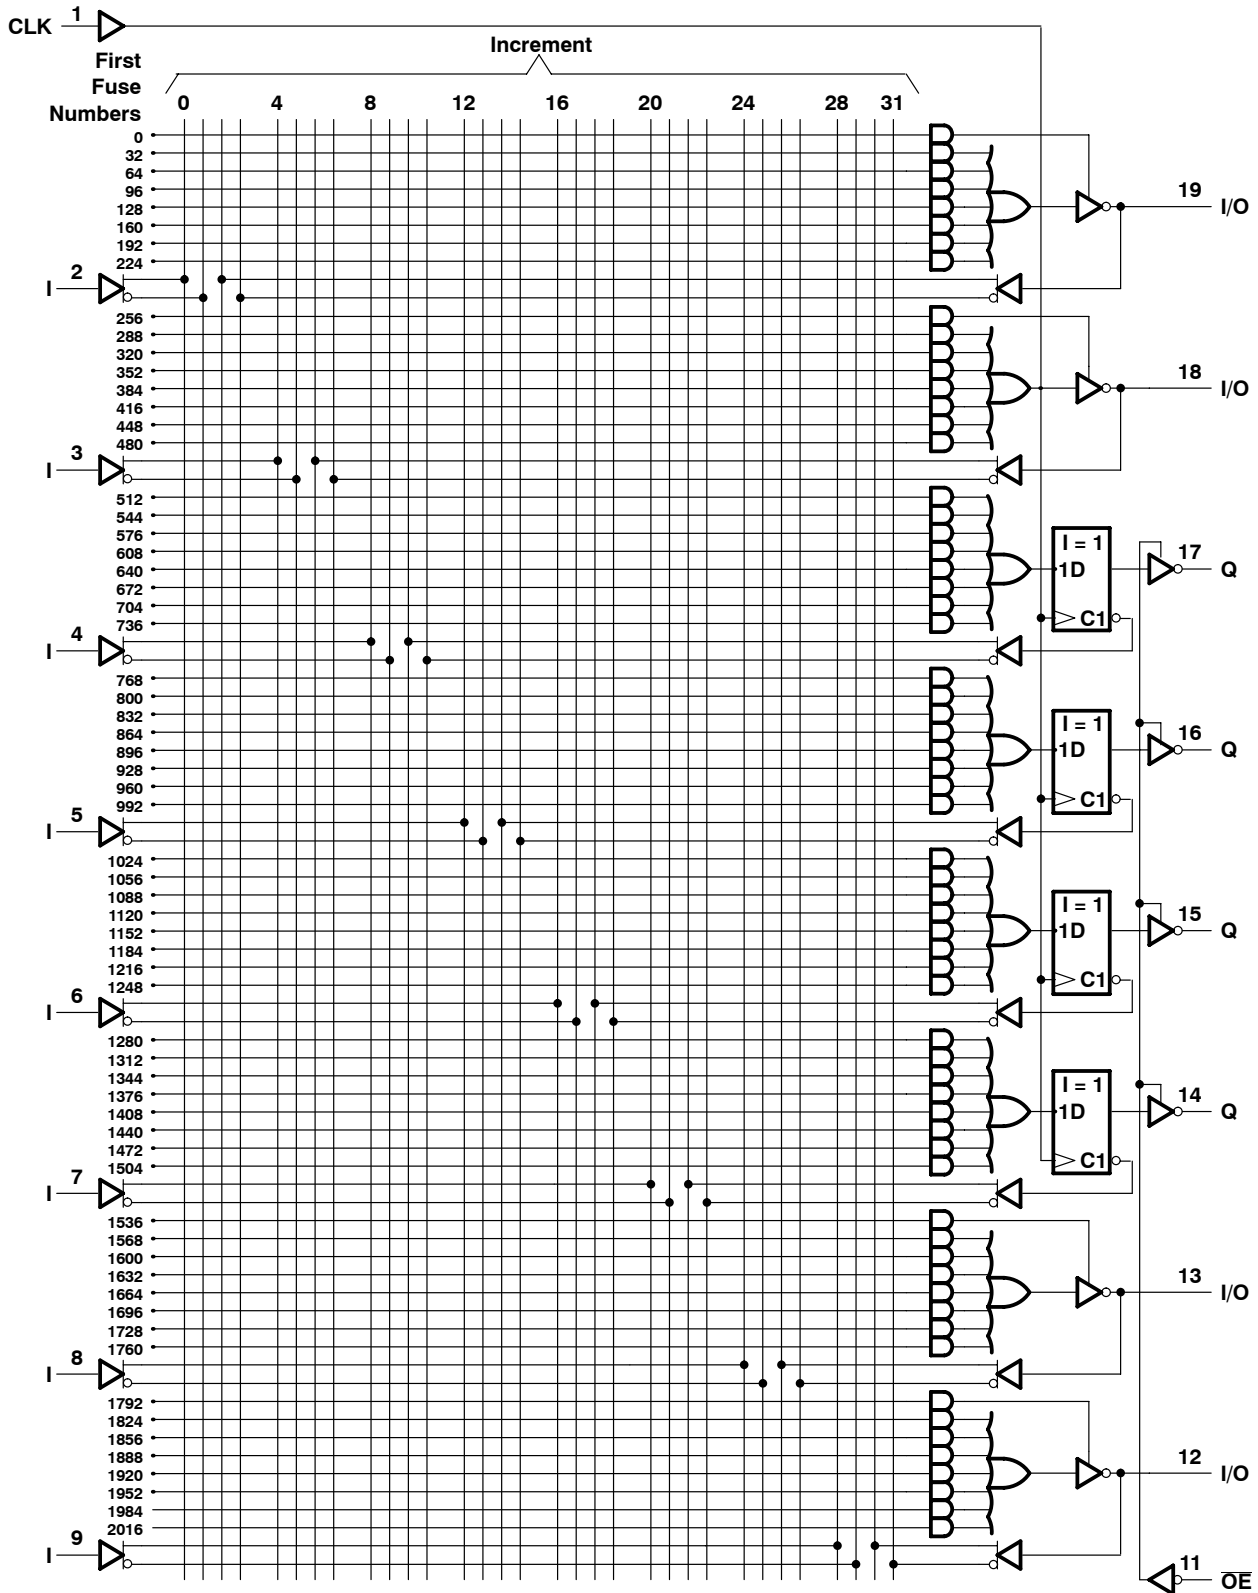 CLK 1
Increment
First
Fuse
Numbers
0 4 8 12 16 20 24 28 31
0
32
64
96
128
160
192
224
19 I/O
I 2
256
288
320
352
384
416
448
480
18 I/O
I 3
512
544
576
608
640
672
704
736
I = 1
1D
C1
17 Q
I 4
768
800
832
864
896
928
960
992
I = 1
1D
C1
16 Q
I 5
1024
1056
1088
1120
1152
1184
1216
1248
I = 1
1D
C1
15 Q
I 6
1280
1312
1344
1376
1408
1440
1472
1504
I = 1
1D
C1
14 Q
I 7
1536
1568
1600
1632
1664
1696
1728
1760
13 I/O
I 8
1792
1824
1856
1888
1920
1952
1984
2016
12 I/O
I 9
11 O̅E̅